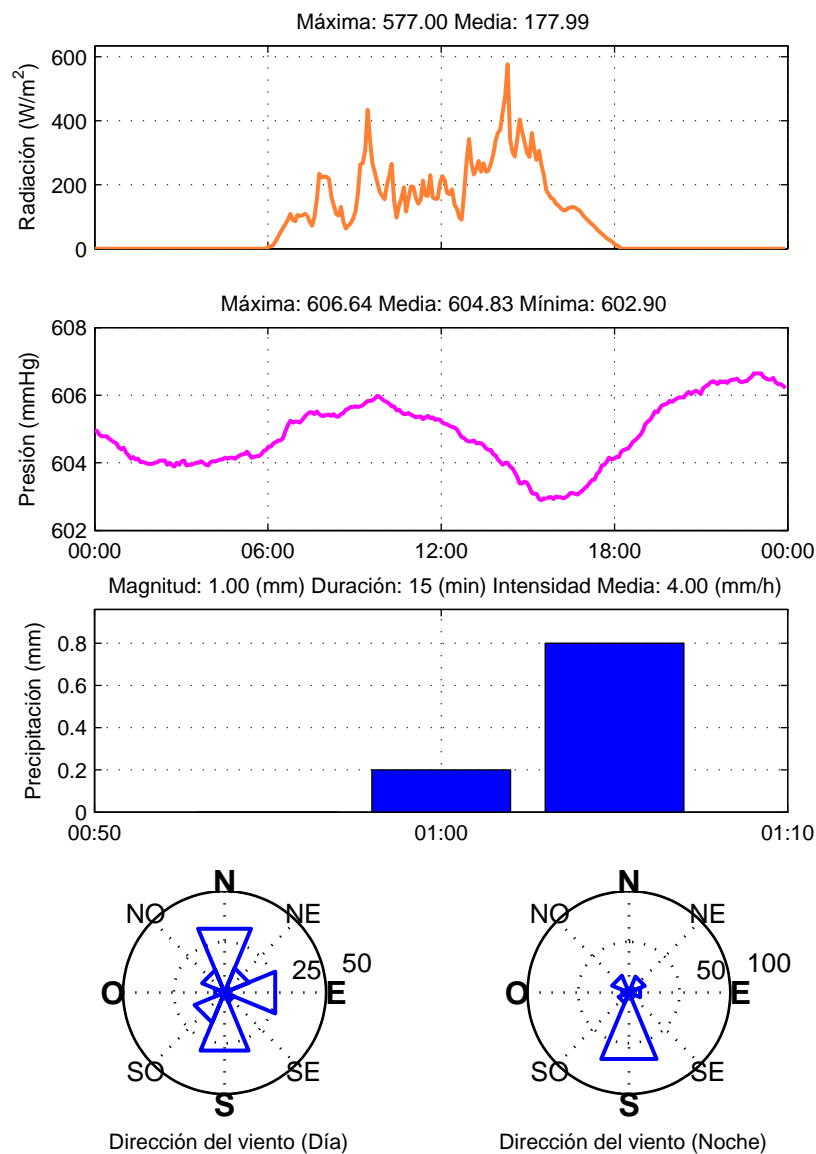 Máxima: 577.00 Media: 177.99
Radiación (W/m²)
600
400
200
0
Máxima: 606.64 Media: 604.83 Mínima: 602.90
Presión (mmHg)
608
606
604
602
00:00 06:00 12:00 18:00 00:00
Magnitud: 1.00 (mm) Duración: 15 (min) Intensidad Media: 4.00 (mm/h)
Precipitación (mm)
0.8
0.6
0.4
0.2
0
00:50 01:00 01:10
N
NO NE
25 50
O E
SO SE
S
Dirección del viento (Día)
N
NO NE
50 100
O E
SO SE
S
Dirección del viento (Noche)